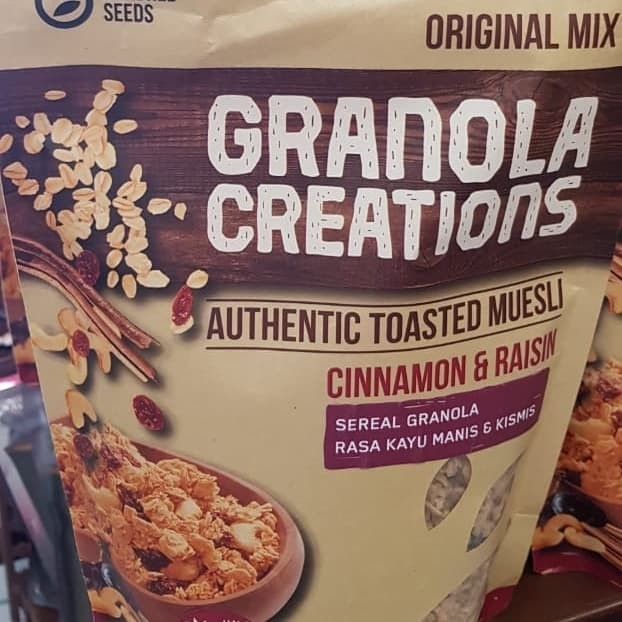 SEEDS
ORIGINAL MIX
GRANOLA
CREATIONS
AUTHENTIC TOASTED MUESLI
CINNAMON & RAISIN
SEREAL GRANOLA
RASA KAYU MANIS & KISMIS